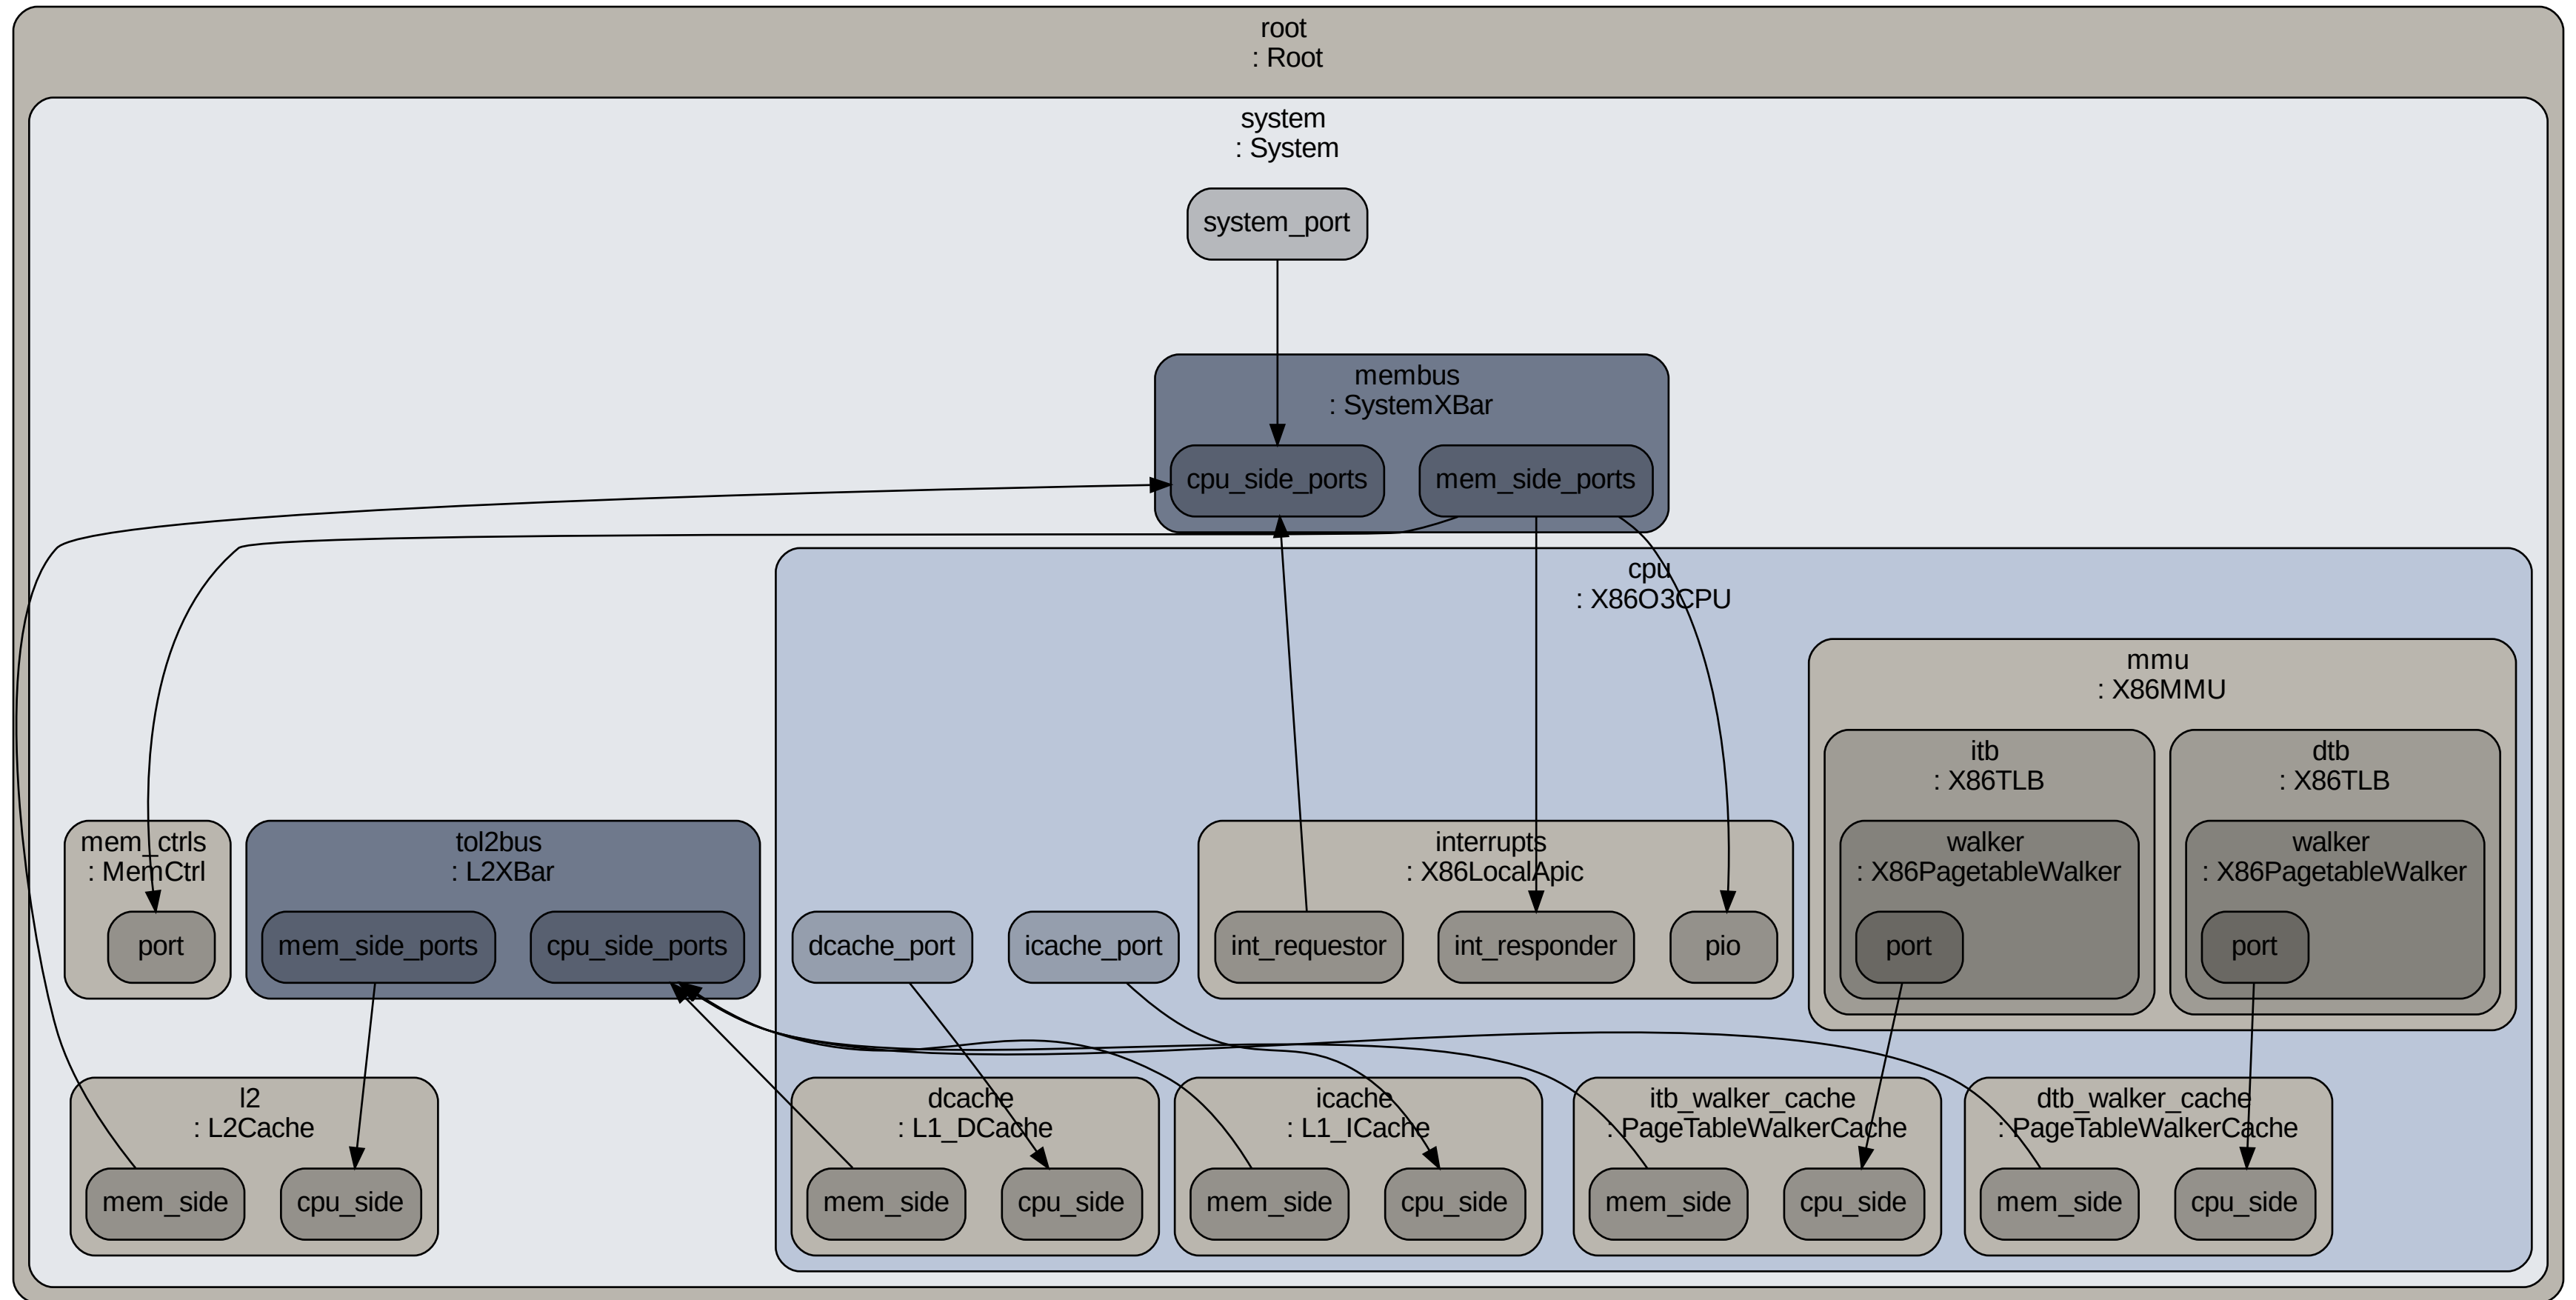 root
: Root
system
: System
system_port
membus
: SystemXBar
cpu_side_ports
mem_side_ports
cpu
: X86O3CPU
mmu
: X86MMU
itb
: X86TLB
dtb
: X86TLB
mem_ctrls
: MemCtrl
tol2bus
: L2XBar
interrupts
: X86LocalApic
walker
: X86PagetableWalker
walker
: X86PagetableWalker
port
mem_side_ports
cpu_side_ports
dcache_port
icache_port
int_requestor
int_responder
pio
port
port
l2
: L2Cache
dcache
: L1_DCache
icache
: L1_ICache
itb_walker_cache
: PageTableWalkerCache
dtb_walker_cache
: PageTableWalkerCache
mem_side
cpu_side
mem_side
cpu_side
mem_side
cpu_side
mem_side
cpu_side
mem_side
cpu_side